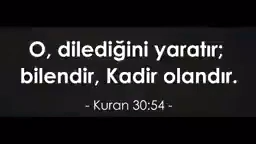 O, dilediğini yaratır;
bilendir, Kadir olandır.
- Kuran 30:54 -